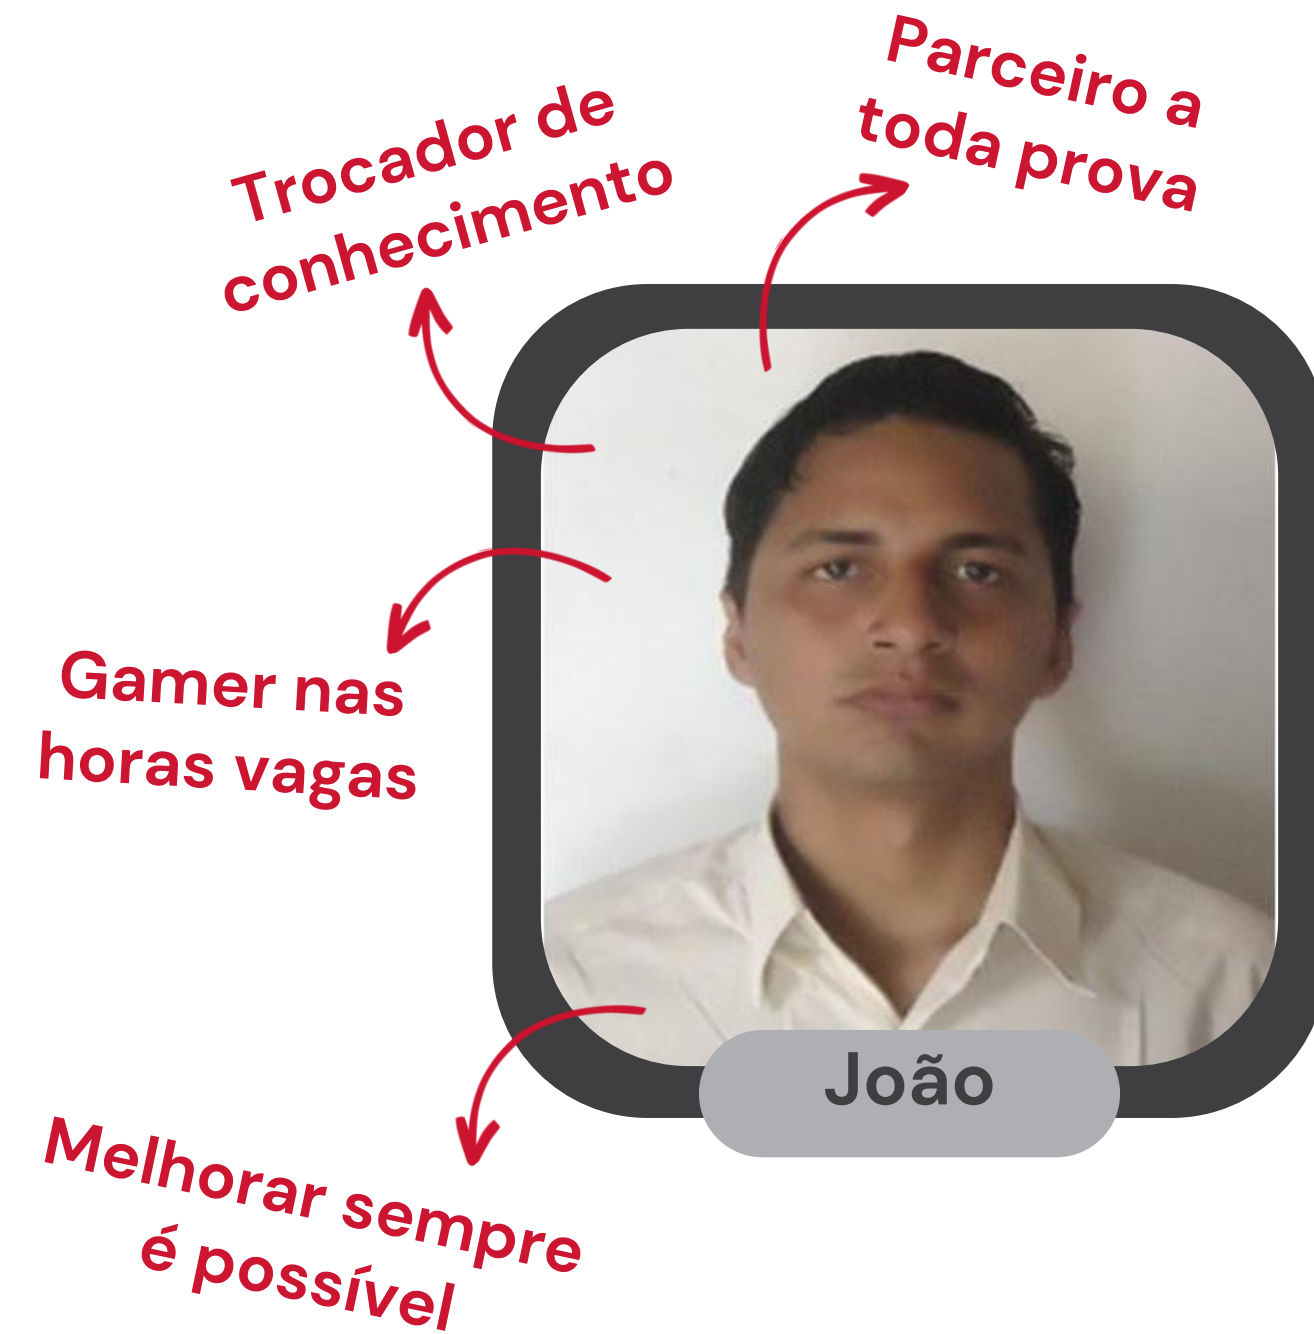 Parceiro a
toda prova
Trocador de
conhecimento
Gamer nas
horas vagas
João
Melhorar sempre
é possível